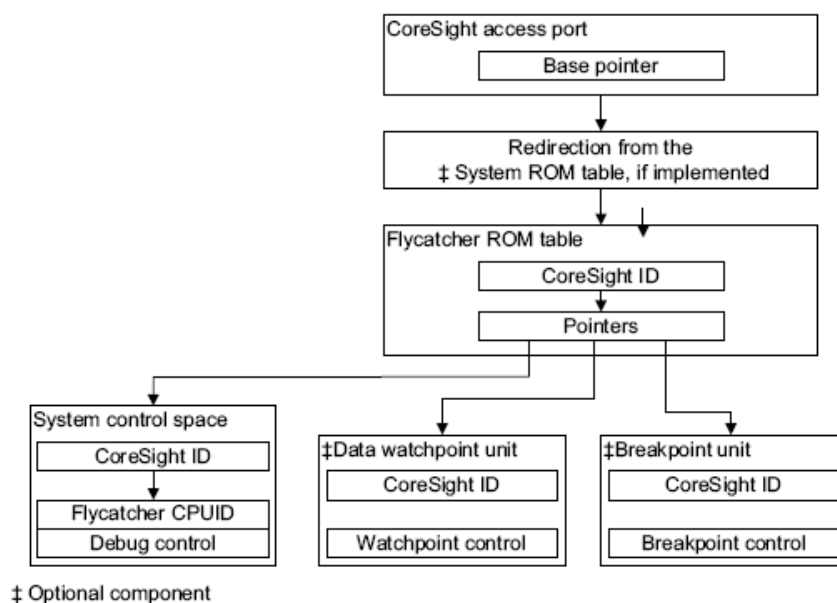 CoreSight access port
Base pointer
Redirection from the
‡ System ROM table, if implemented
Flycatcher ROM table
CoreSight ID
Pointers
System control space
CoreSight ID
Flycatcher CPUID
Debug control
‡Data watchpoint unit
CoreSight ID
Watchpoint control
‡Breakpoint unit
CoreSight ID
Breakpoint control
‡ Optional component